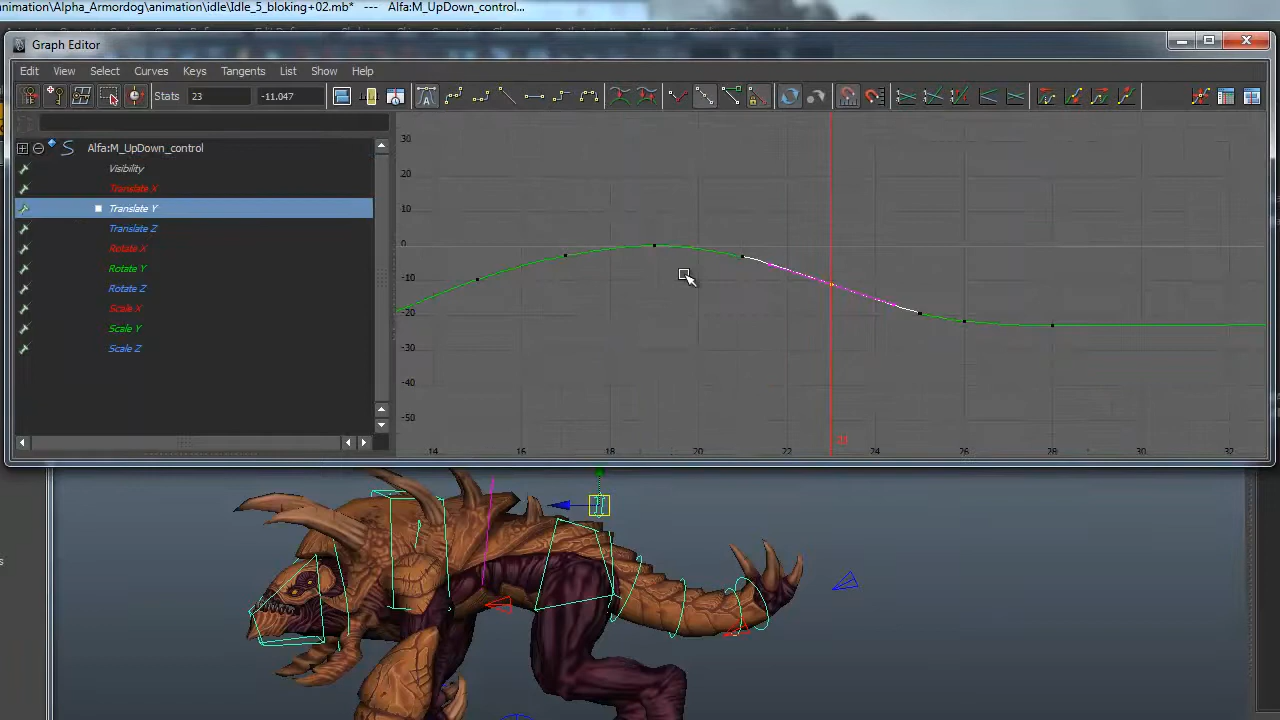 nimation\Alpha_Armordog\animation\idle\Idle_5_bloking+02.mb* --- Alfa:M_UpDown_control...
Graph Editor
Edit View Select Curves Keys Tangents List Show Help
Stats 23 -11.047
Alfa:M_UpDown_control
Visibility
Translate X
Translate Y
Translate Z
Rotate X
Rotate Y
Rotate Z
Scale X
Scale Y
Scale Z
30
20
10
0
-10
-20
-30
-40
-50
14 16 18 20 22 24 26 28 30 32